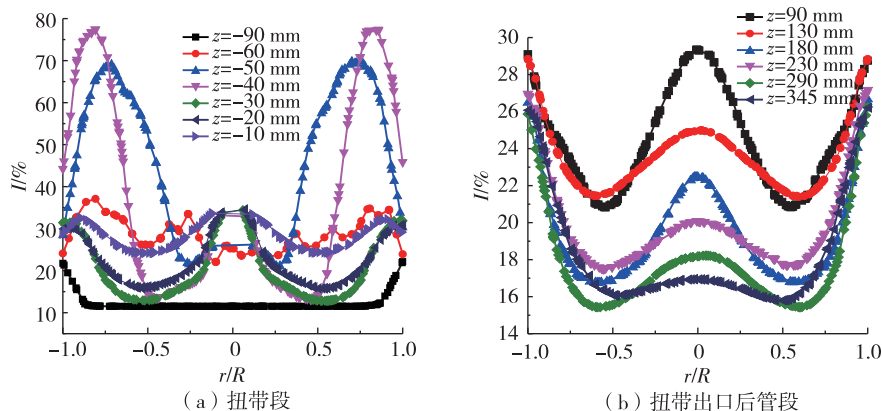 80
70
60
50
40
30
20
10
I/%
z=−90 mm
z=−60 mm
z=−50 mm
z=−40 mm
z=−30 mm
z=−20 mm
z=−10 mm
−1.0
−0.5
0
0.5
1.0
r/R
（a）扭带段
30
28
26
24
22
20
18
16
14
I/%
z=90 mm
z=130 mm
z=180 mm
z=230 mm
z=290 mm
z=345 mm
−1.0
−0.5
0
0.5
1.0
r/R
（b）扭带出口后管段